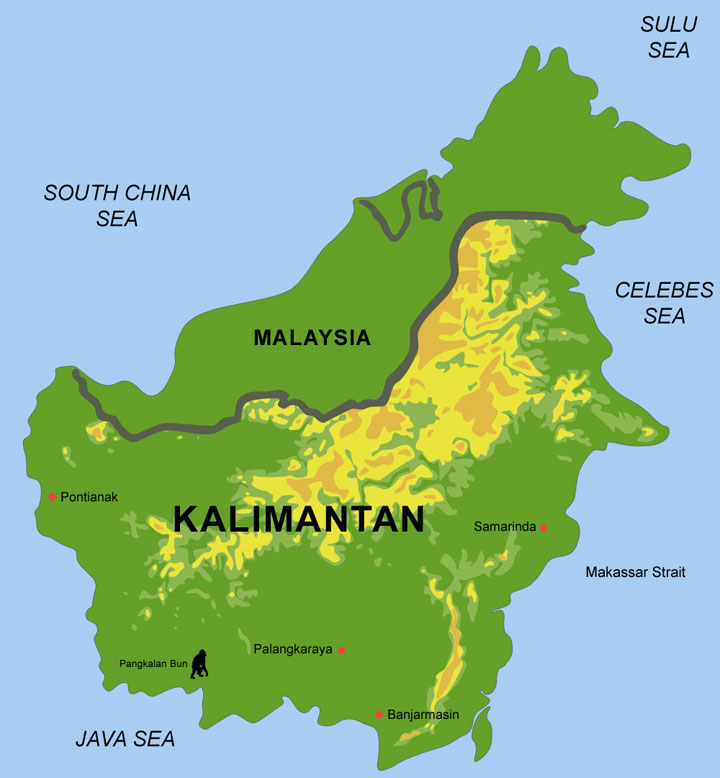 SULU
SEA
SOUTH CHINA
SEA
CELEBES
SEA
MALAYSIA
Pontianak
KALIMANTAN
Samarinda
Makassar Strait
Palangkaraya
Pangkalan Bun
Banjarmasin
JAVA SEA